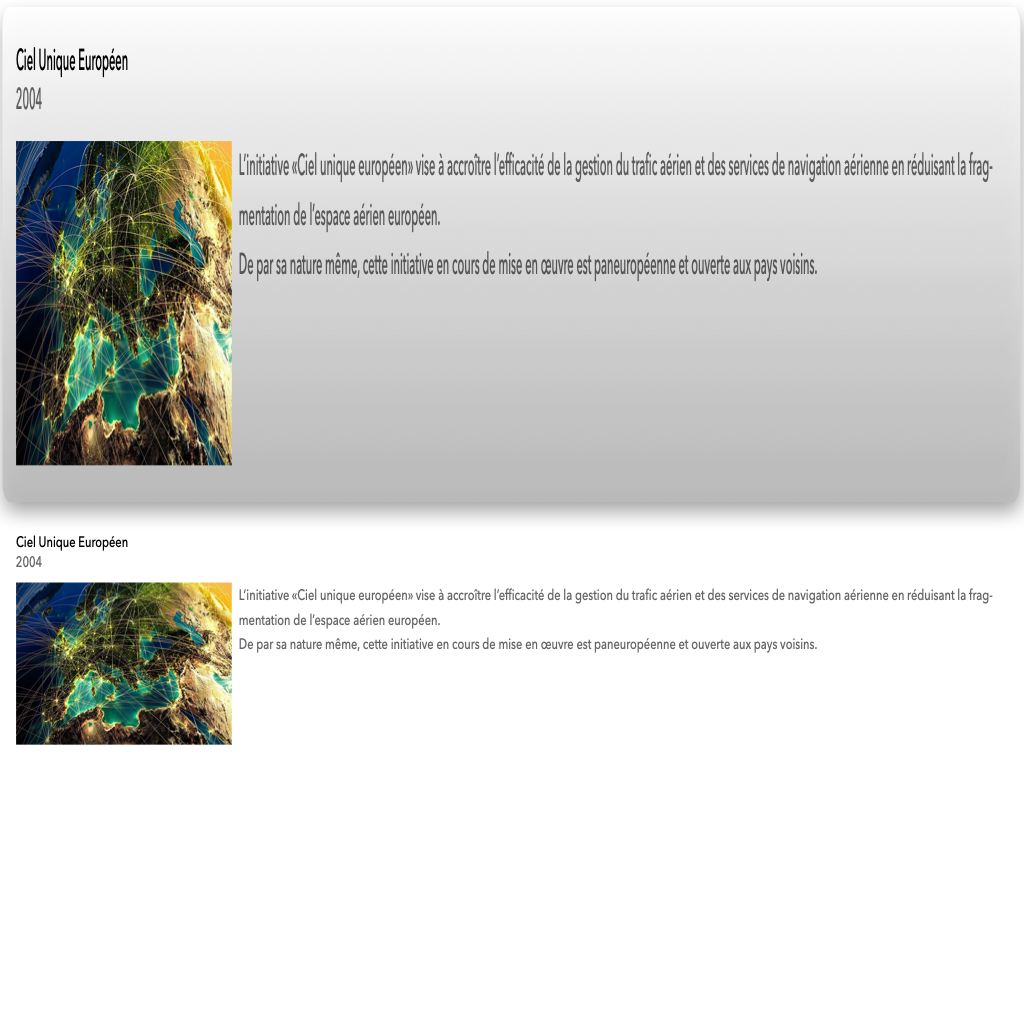 Ciel Unique Européen
2004
L’initiative «Ciel unique européen» vise à accroître l’efficacité de la gestion du trafic aérien et des services de navigation aérienne en réduisant la frag-
mentation de l’espace aérien européen.
De par sa nature même, cette initiative en cours de mise en œuvre est paneuropéenne et ouverte aux pays voisins.
Ciel Unique Européen
2004
L’initiative «Ciel unique européen» vise à accroître l’efficacité de la gestion du trafic aérien et des services de navigation aérienne en réduisant la frag-
mentation de l’espace aérien européen.
De par sa nature même, cette initiative en cours de mise en œuvre est paneuropéenne et ouverte aux pays voisins.